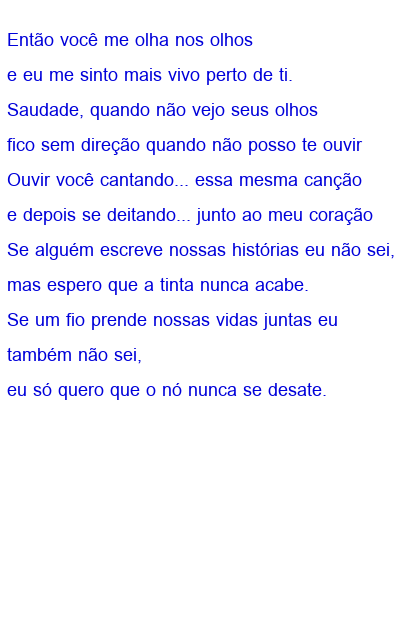 Então você me olha nos olhos
e eu me sinto mais vivo perto de ti.
Saudade, quando não vejo seus olhos
fico sem direção quando não posso te ouvir
Ouvir você cantando... essa mesma canção
e depois se deitando... junto ao meu coração
Se alguém escreve nossas histórias eu não sei,
mas espero que a tinta nunca acabe.
Se um fio prende nossas vidas juntas eu
também não sei,
eu só quero que o nó nunca se desate.